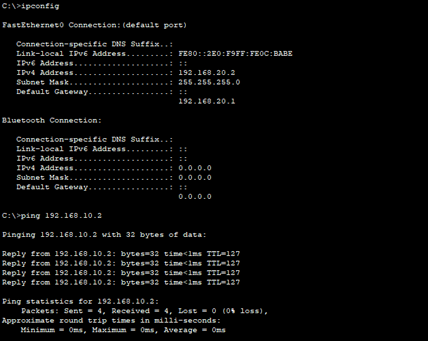 C:\>ipconfig
FastEthernet0 Connection:(default port)
Connection-specific DNS Suffix..:
Link-local IPv6 Address.........: FE80::2E0:F9FF:FE0C:BABE
IPv6 Address....................: ::
IPv4 Address....................: 192.168.20.2
Subnet Mask.....................: 255.255.255.0
Default Gateway.................: ::
192.168.20.1
Bluetooth Connection:
Connection-specific DNS Suffix..:
Link-local IPv6 Address.........: ::
IPv6 Address....................: ::
IPv4 Address....................: 0.0.0.0
Subnet Mask.....................: 0.0.0.0
Default Gateway.................: ::
0.0.0.0
C:\>ping 192.168.10.2
Pinging 192.168.10.2 with 32 bytes of data:
Reply from 192.168.10.2: bytes=32 time<1ms TTL=127
Reply from 192.168.10.2: bytes=32 time<1ms TTL=127
Reply from 192.168.10.2: bytes=32 time<1ms TTL=127
Reply from 192.168.10.2: bytes=32 time<1ms TTL=127
Ping statistics for 192.168.10.2:
Packets: Sent = 4, Received = 4, Lost = 0 (0% loss),
Approximate round trip times in milli-seconds:
Minimum = 0ms, Maximum = 0ms, Average = 0ms